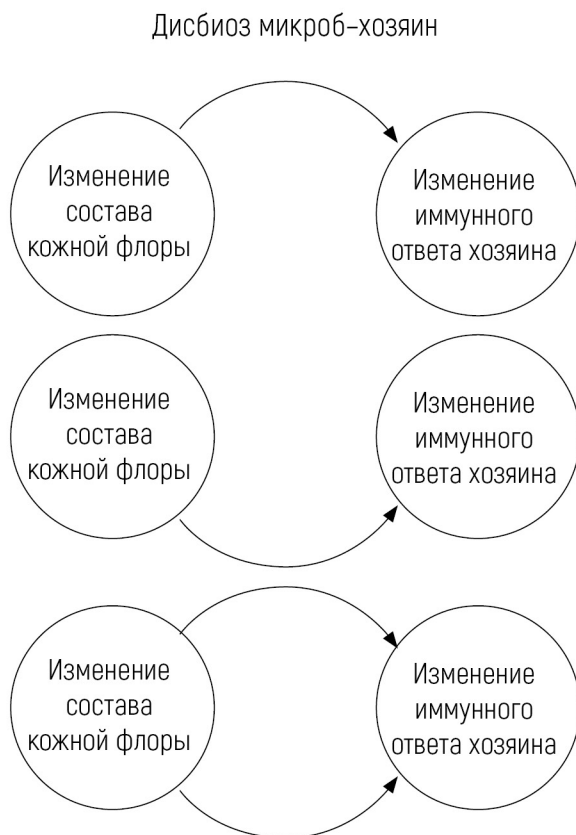 Дисбиоз микроб-хозяин
Изменение
состава
кожной флоры
Изменение
иммунного
ответа хозяина
Изменение
состава
кожной флоры
Изменение
иммунного
ответа хозяина
Изменение
состава
кожной флоры
Изменение
иммунного
ответа хозяина